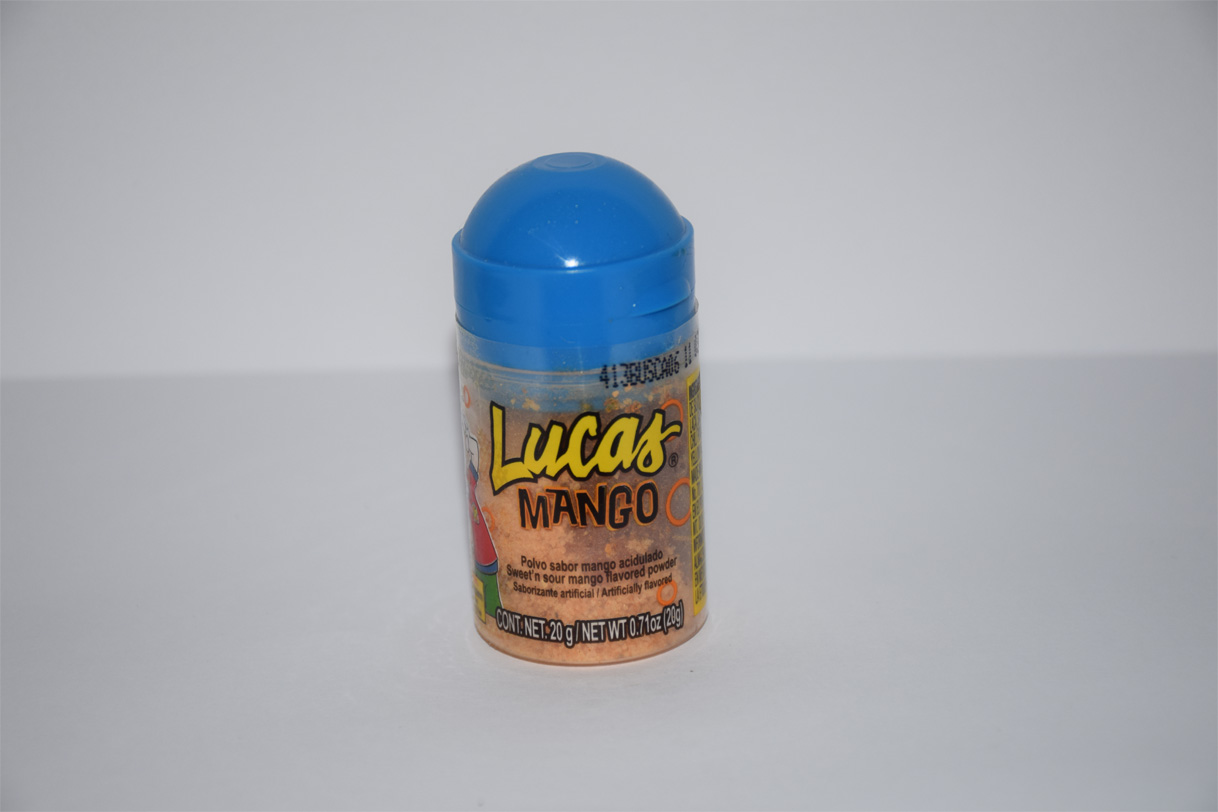 413BUSCA06 11
Lucas®
MANGO
Polvo sabor mango acidulado
Sweet'n sour mango flavored powder
Saborizante artificial / Artificially flavored
CONT. NET. 20 g / NET WT 0.71oz (20g)